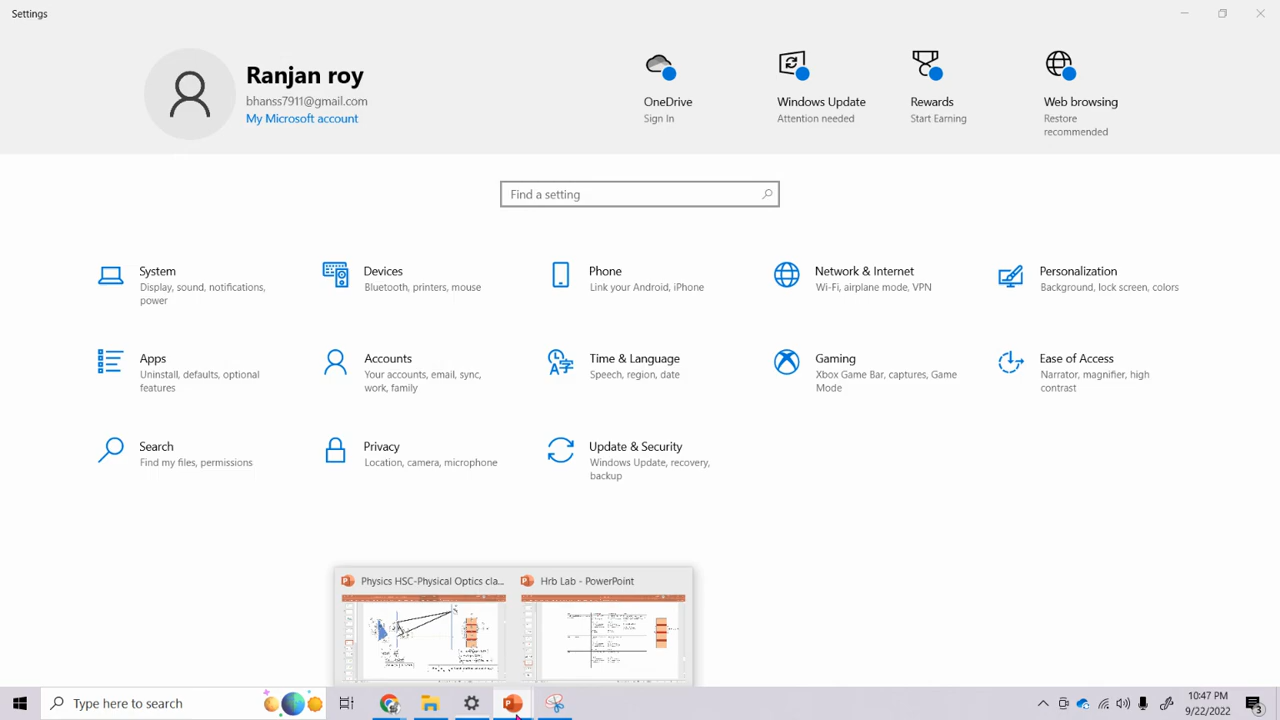 Settings
Ranjan roy
bhanss7911@gmail.com
My Microsoft account
OneDrive
Sign In
Windows Update
Attention needed
Rewards
Start Earning
Web browsing
Restore
recommended
Find a setting
System
Display, sound, notifications,
power
Devices
Bluetooth, printers, mouse
Phone
Link your Android, iPhone
Network & Internet
Wi-Fi, airplane mode, VPN
Personalization
Background, lock screen, colors
Apps
Uninstall, defaults, optional
features
Accounts
Your accounts, email, sync,
work, family
Time & Language
Speech, region, date
Gaming
Xbox Game Bar, captures, Game
Mode
Ease of Access
Narrator, magnifier, high
contrast
Search
Find my files, permissions
Privacy
Location, camera, microphone
Update & Security
Windows Update, recovery,
backup
Physics HSC-Physical Optics cla...
Hrb Lab - PowerPoint
Type here to search
10:47 PM
9/22/2022
3